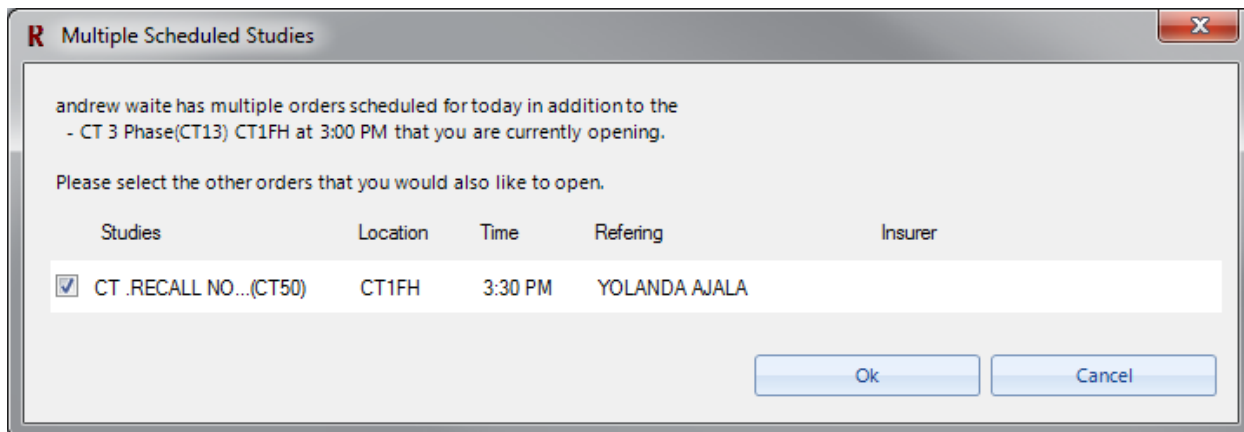 R Multiple Scheduled Studies
andrew waite has multiple orders scheduled for today in addition to the
- CT 3 Phase(CT13) CT1FH at 3:00 PM that you are currently opening.
Please select the other orders that you would also like to open.
Studies Location Time Refering Insurer
CT .RECALL NO...(CT50) CT1FH 3:30 PM YOLANDA AJALA
Ok Cancel